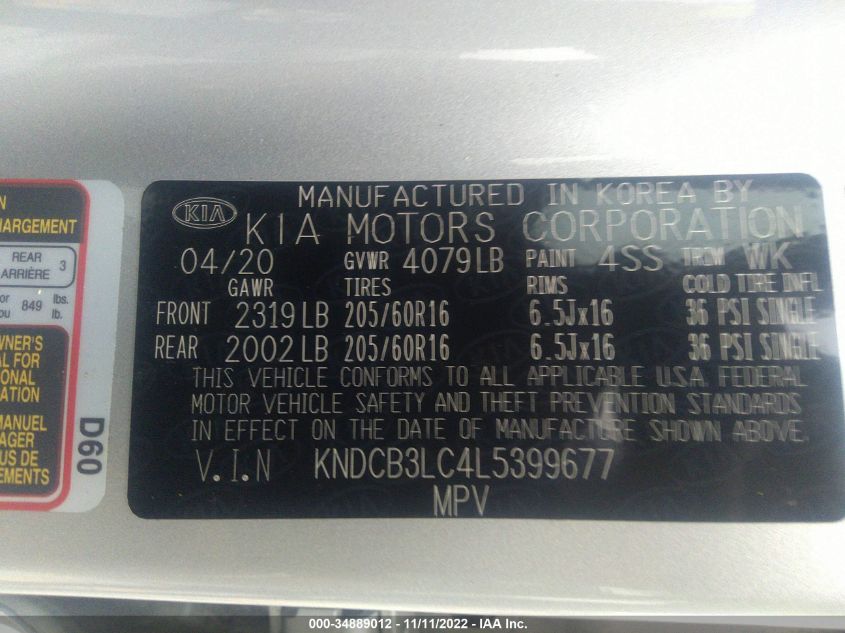 HARGEMENT
REAR
ARRIÈRE 3
or 849 lbs.
ou lb.
WNER'S
AL FOR
ONAL
ATION
MANUEL
AGER
LS DE
EMENTS
D60
MANUFACTURED IN KOREA BY
KIA KIA MOTORS CORPORATION
04/20 GVWR 4079LB PAINT 4SS TRIM WK
GAWR TIRES RIMS COLD TIRE INFL
FRONT 2319LB 205/60R16 6.5Jx16 36 PSI SINGLE
REAR 2002LB 205/60R16 6.5Jx16 36 PSI SINGLE
THIS VEHICLE CONFORMS TO ALL APPLICABLE U.S.A. FEDERAL
MOTOR VEHICLE SAFETY AND THEFT PREVENTION STANDARDS
IN EFFECT ON THE DATE OF MANUFACTURE SHOWN ABOVE.
V.I.N KNDCB3LC4L5399677
MPV
000-34889012 - 11/11/2022 - IAA Inc.